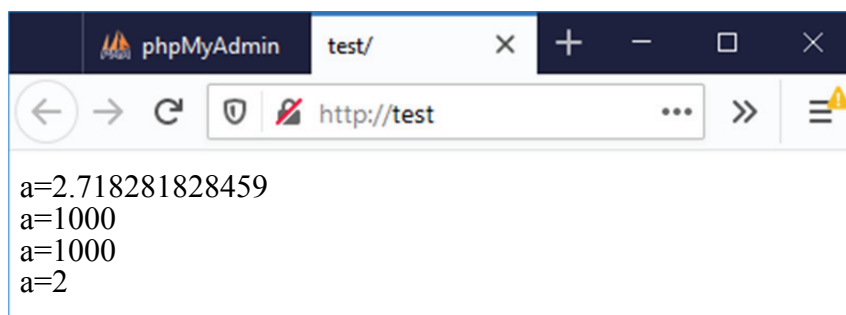 phpMyAdmin test/
http://test
a=2.718281828459
a=1000
a=1000
a=2